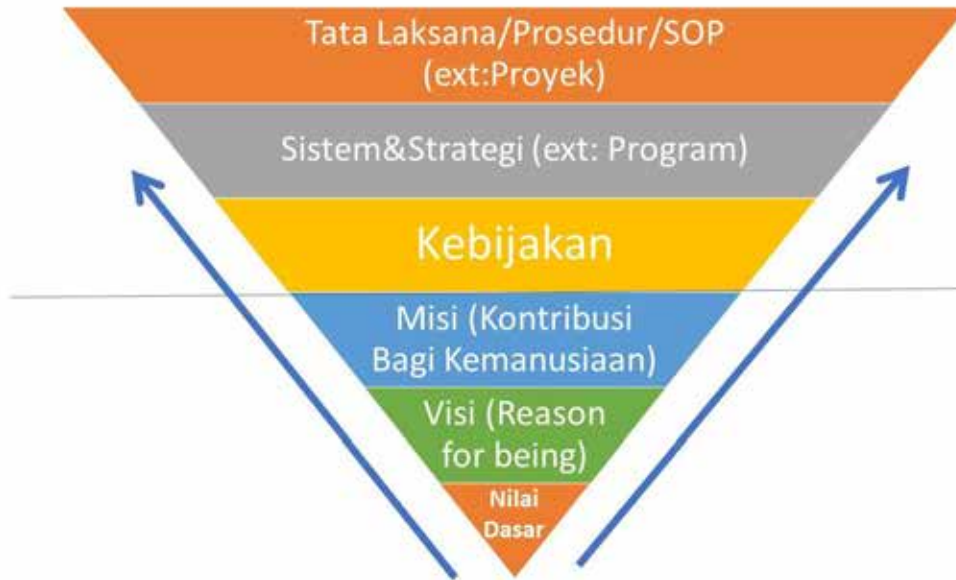 Tata Laksana/Prosedur/SOP
(ext:Proyek)
Sistem&Strategi (ext: Program)
Kebijakan
Misi (Kontribusi
Bagi Kemanusiaan)
Visi (Reason
for being)
Nilai
Dasar